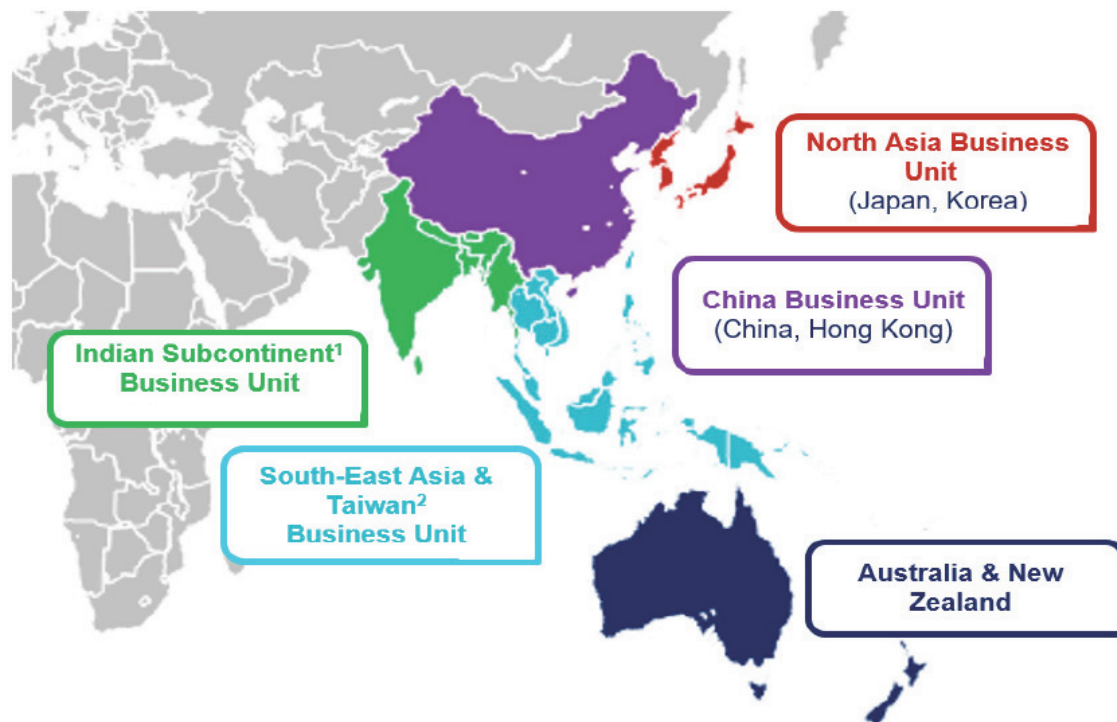 North Asia Business
Unit
(Japan, Korea)
China Business Unit
(China, Hong Kong)
Indian Subcontinent¹
Business Unit
South-East Asia &
Taiwan²
Business Unit
Australia & New
Zealand